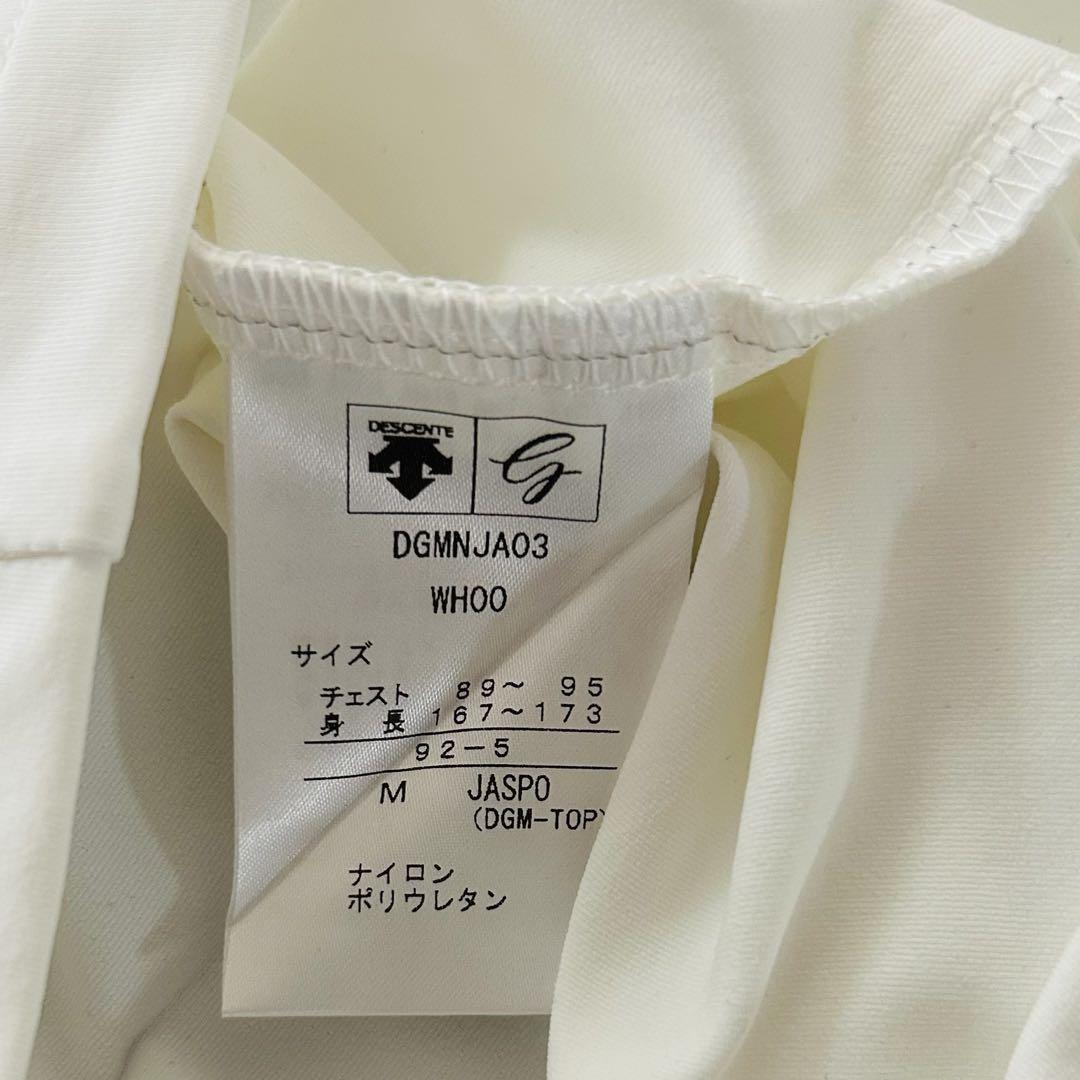 DESCENTE G
DGMNJA03
WH00
サイズ
チェスト 89～ 95
身 長 167～173
92-5
M JASPO
(DGM-TOP)
ナイロン
ポリウレタン